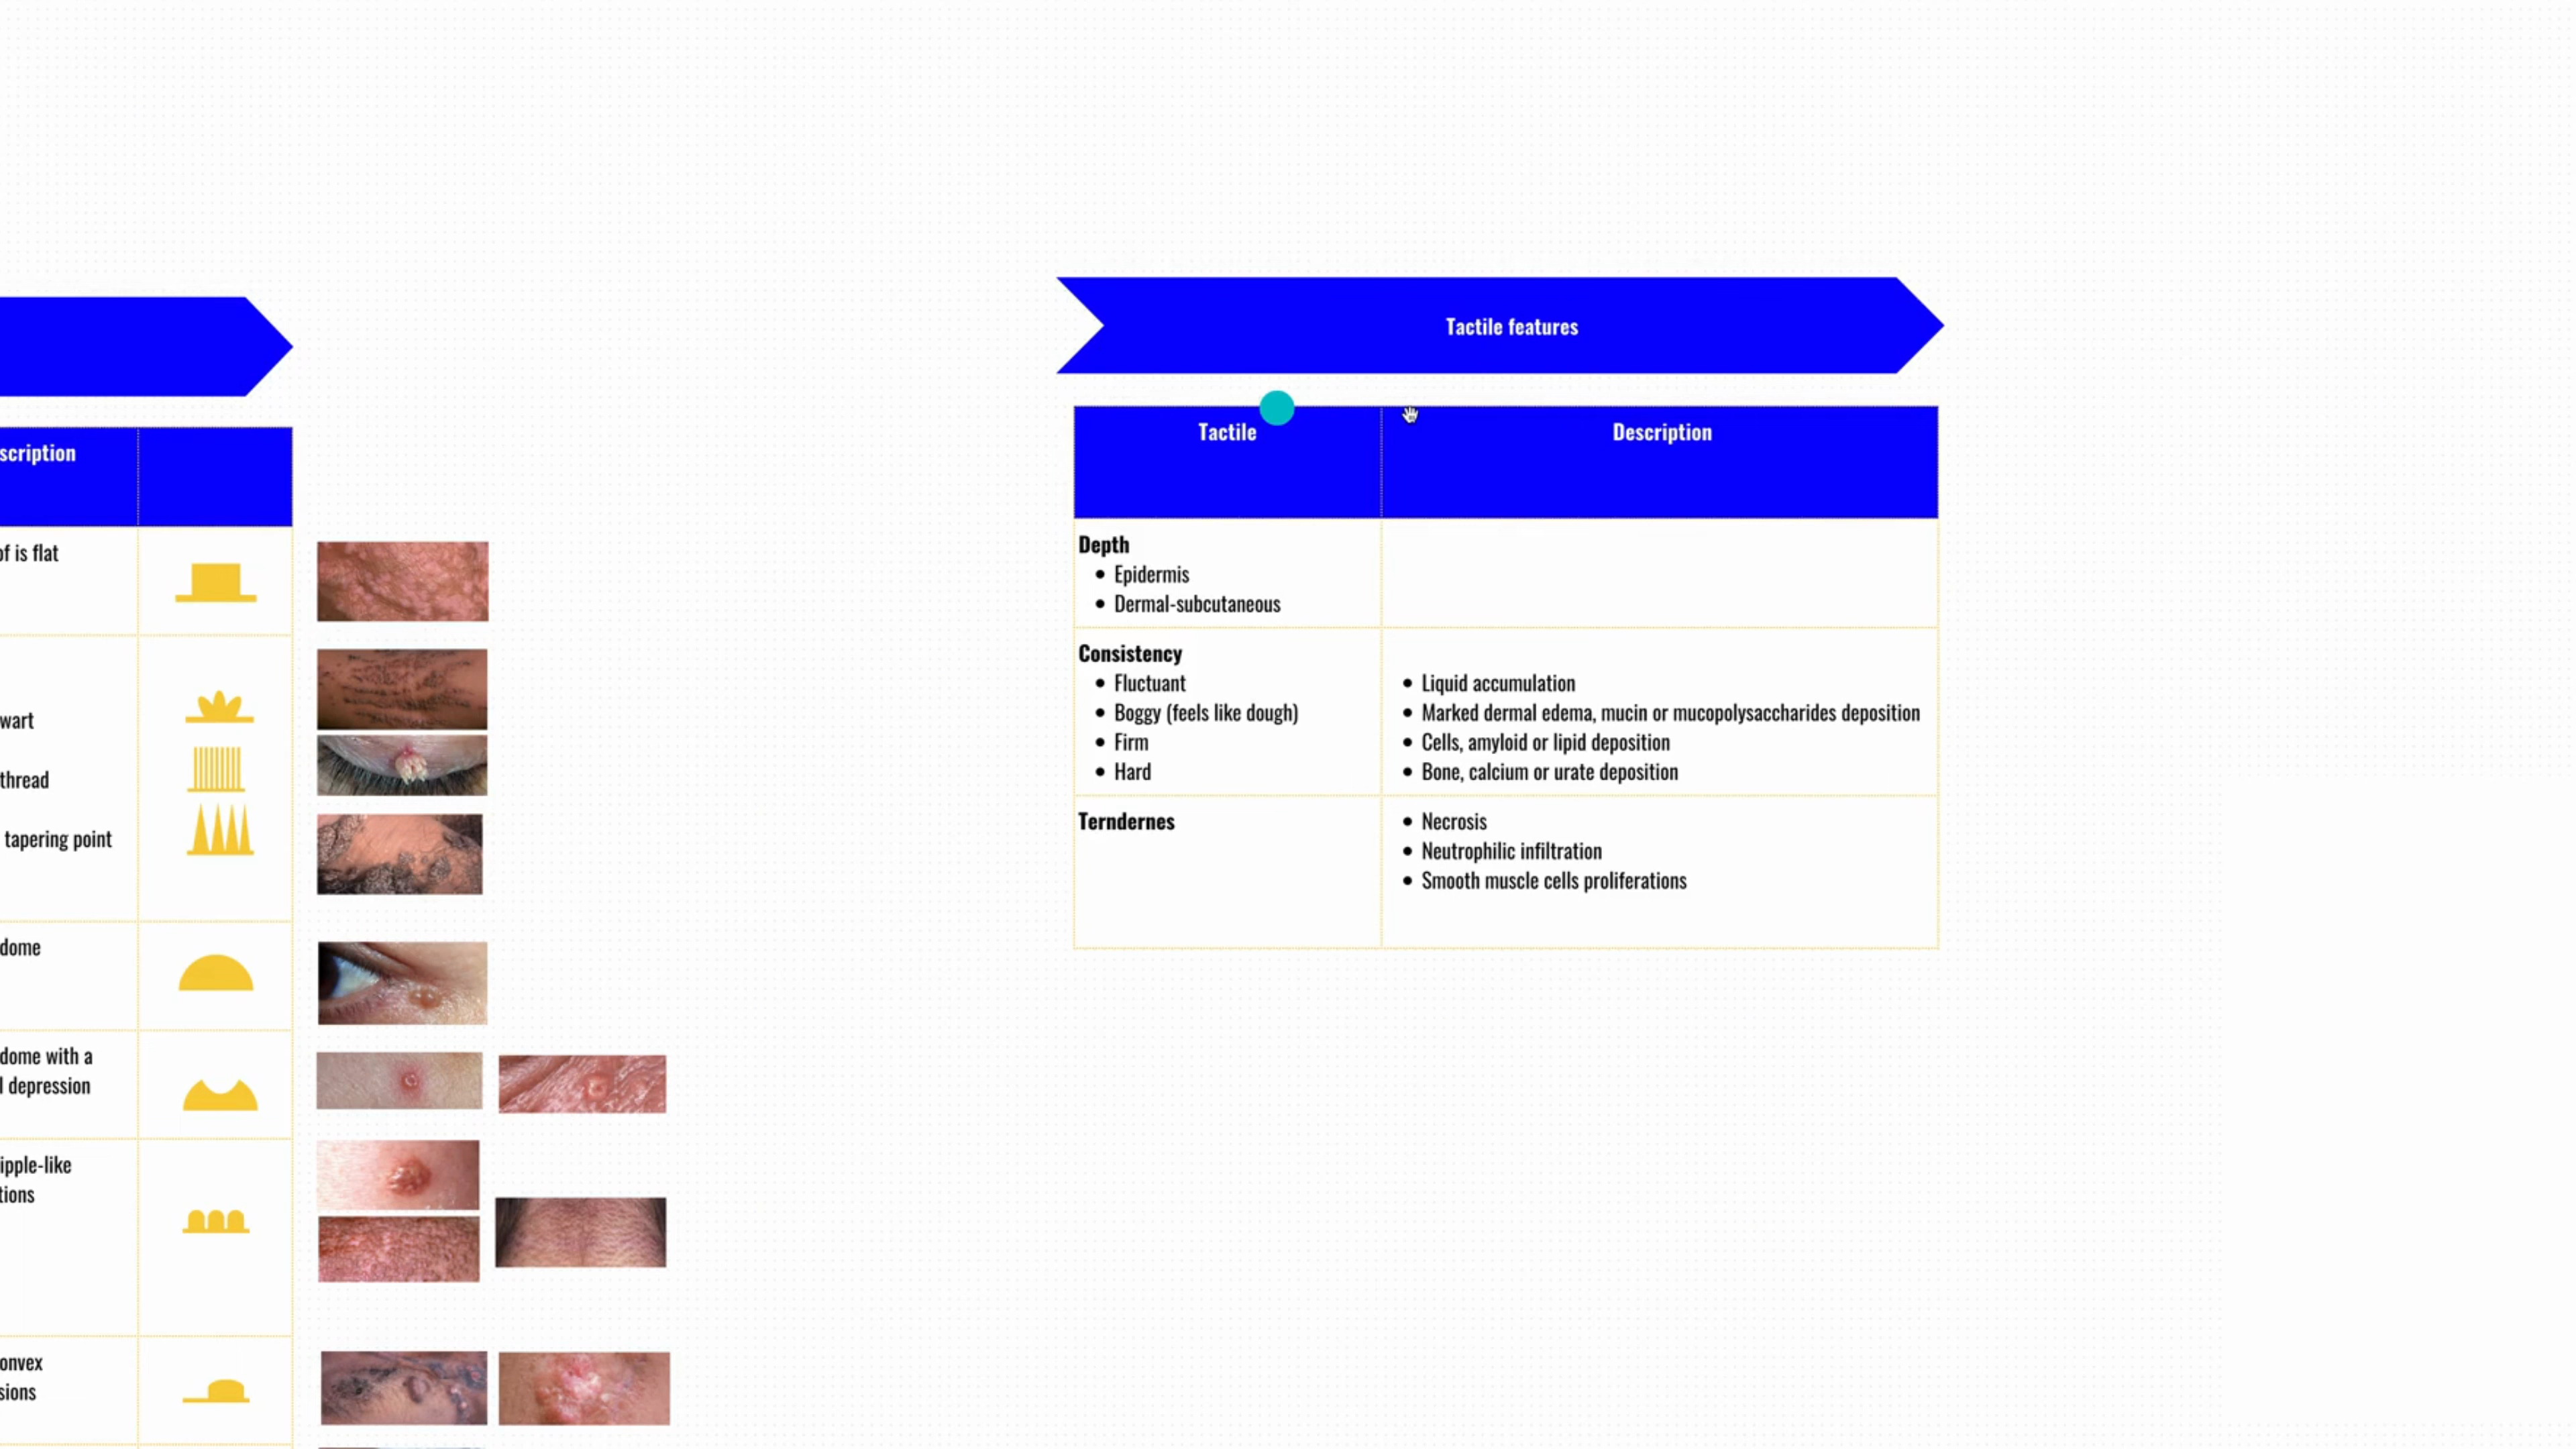 scription
of is flat
wart
thread
tapering point
dome
dome with a
l depression
ipple-like
tions
onvex
sions
Tactile features
Tactile
Description
Depth
• Epidermis
• Dermal-subcutaneous
Consistency
• Fluctuant
• Boggy (feels like dough)
• Firm
• Hard
• Liquid accumulation
• Marked dermal edema, mucin or mucopolysaccharides deposition
• Cells, amyloid or lipid deposition
• Bone, calcium or urate deposition
Terndernes
• Necrosis
• Neutrophilic infiltration
• Smooth muscle cells proliferations